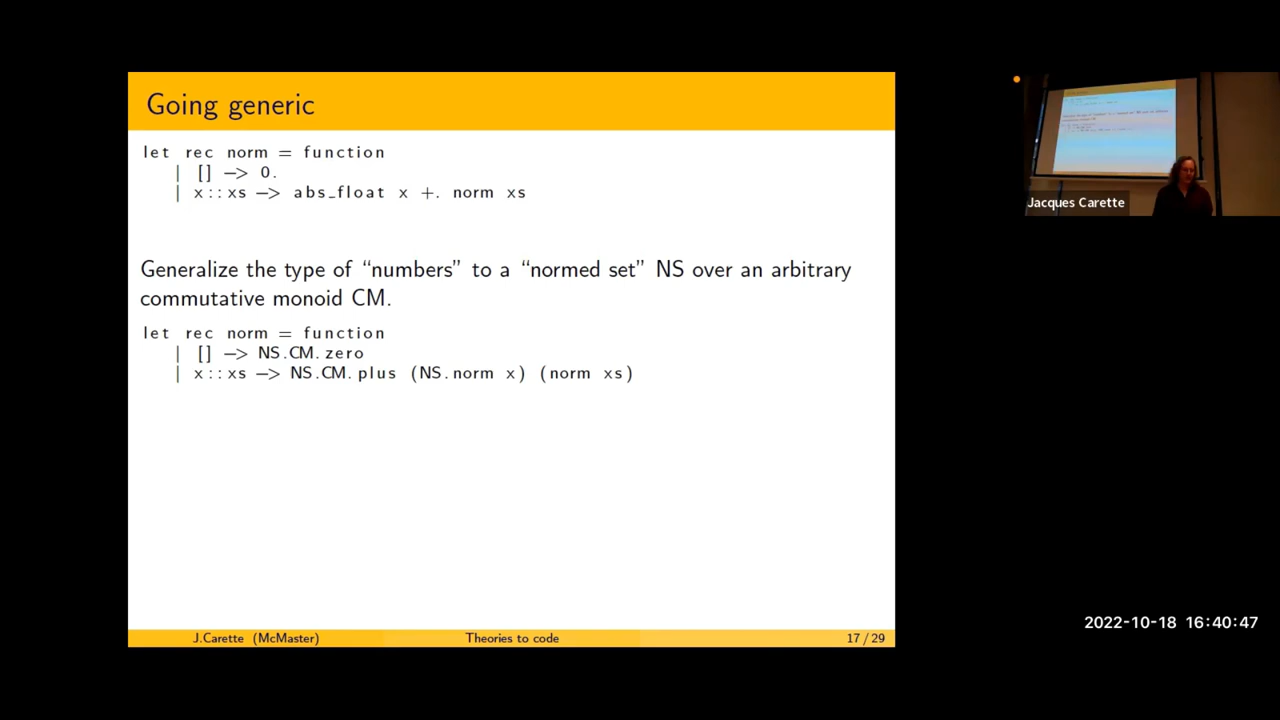 Going generic
let rec norm = function
| [] -> 0.
| x::xs -> abs_float x +. norm xs
Generalize the type of “numbers” to a “normed set” NS over an arbitrary
commutative monoid CM.
let rec norm = function
| [] -> NS.CM.zero
| x::xs -> NS.CM.plus (NS.norm x) (norm xs)
J.Carette (McMaster) Theories to code 17 / 29
Jacques Carette
2022-10-18 16:40:47